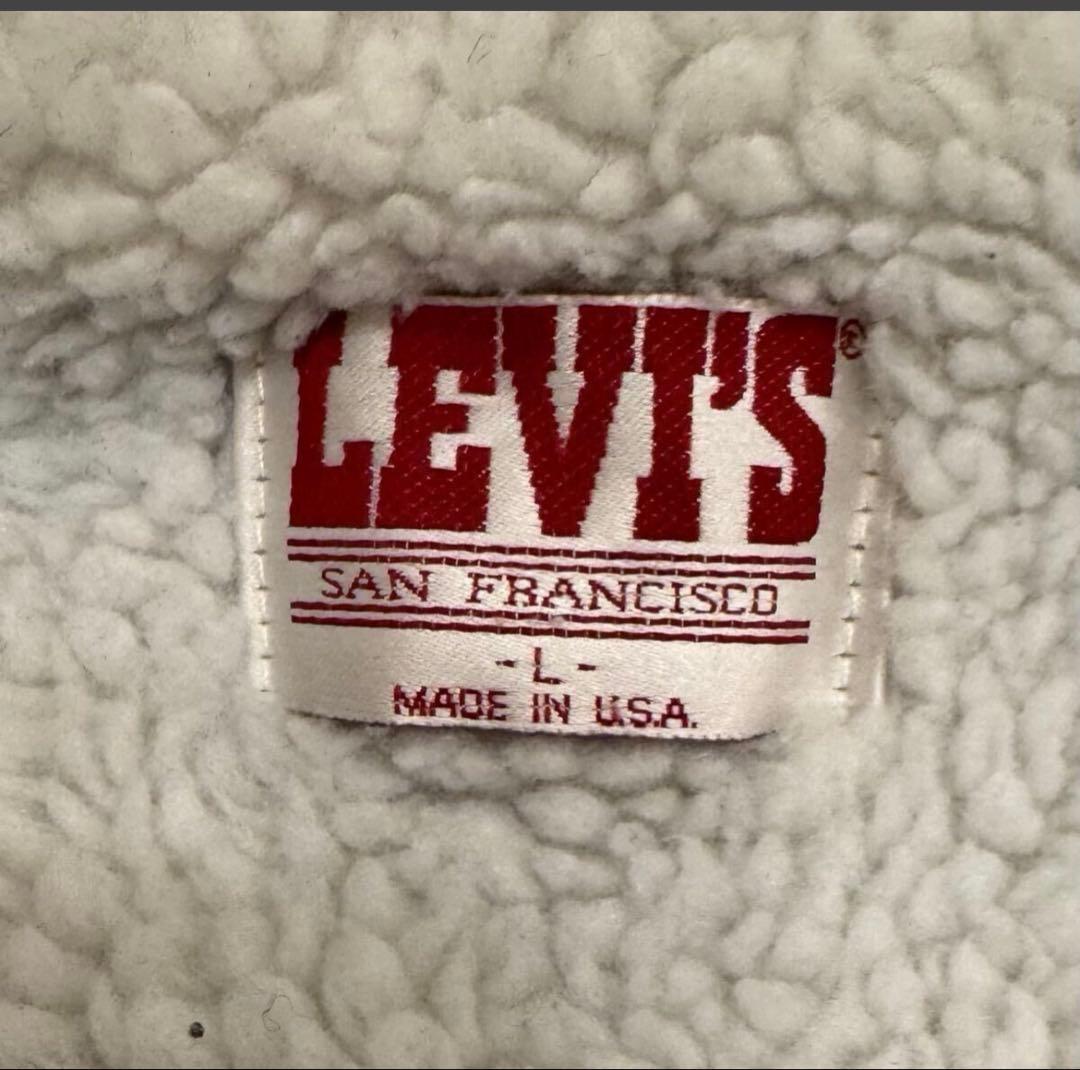 LEVI'S®
SAN FRANCISCO
- L -
MADE IN U.S.A.